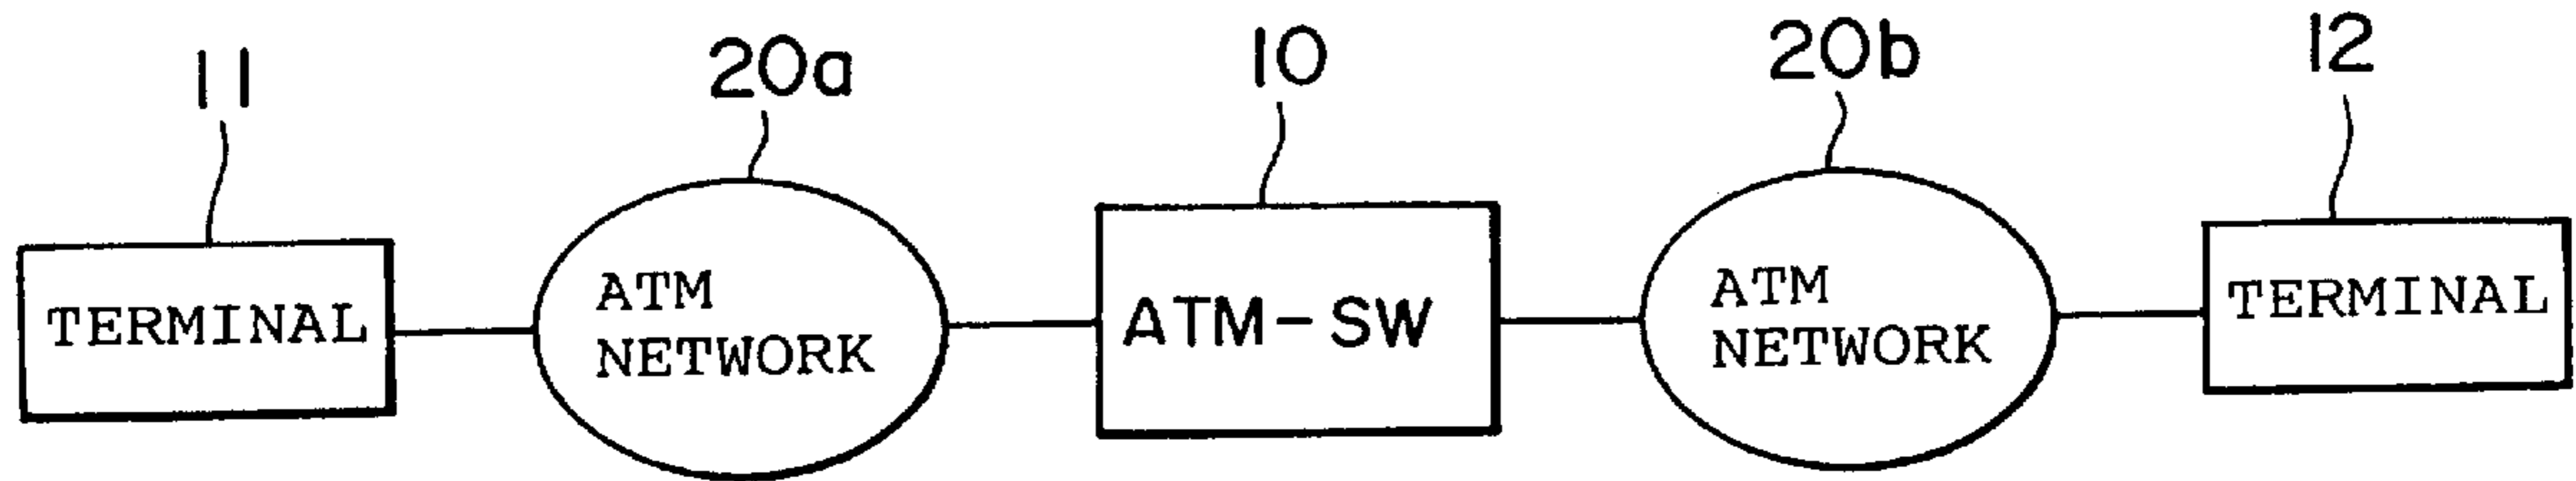 11
20a
10
20b
12
TERMINAL
ATM
NETWORK
ATM-SW
ATM
NETWORK
TERMINAL